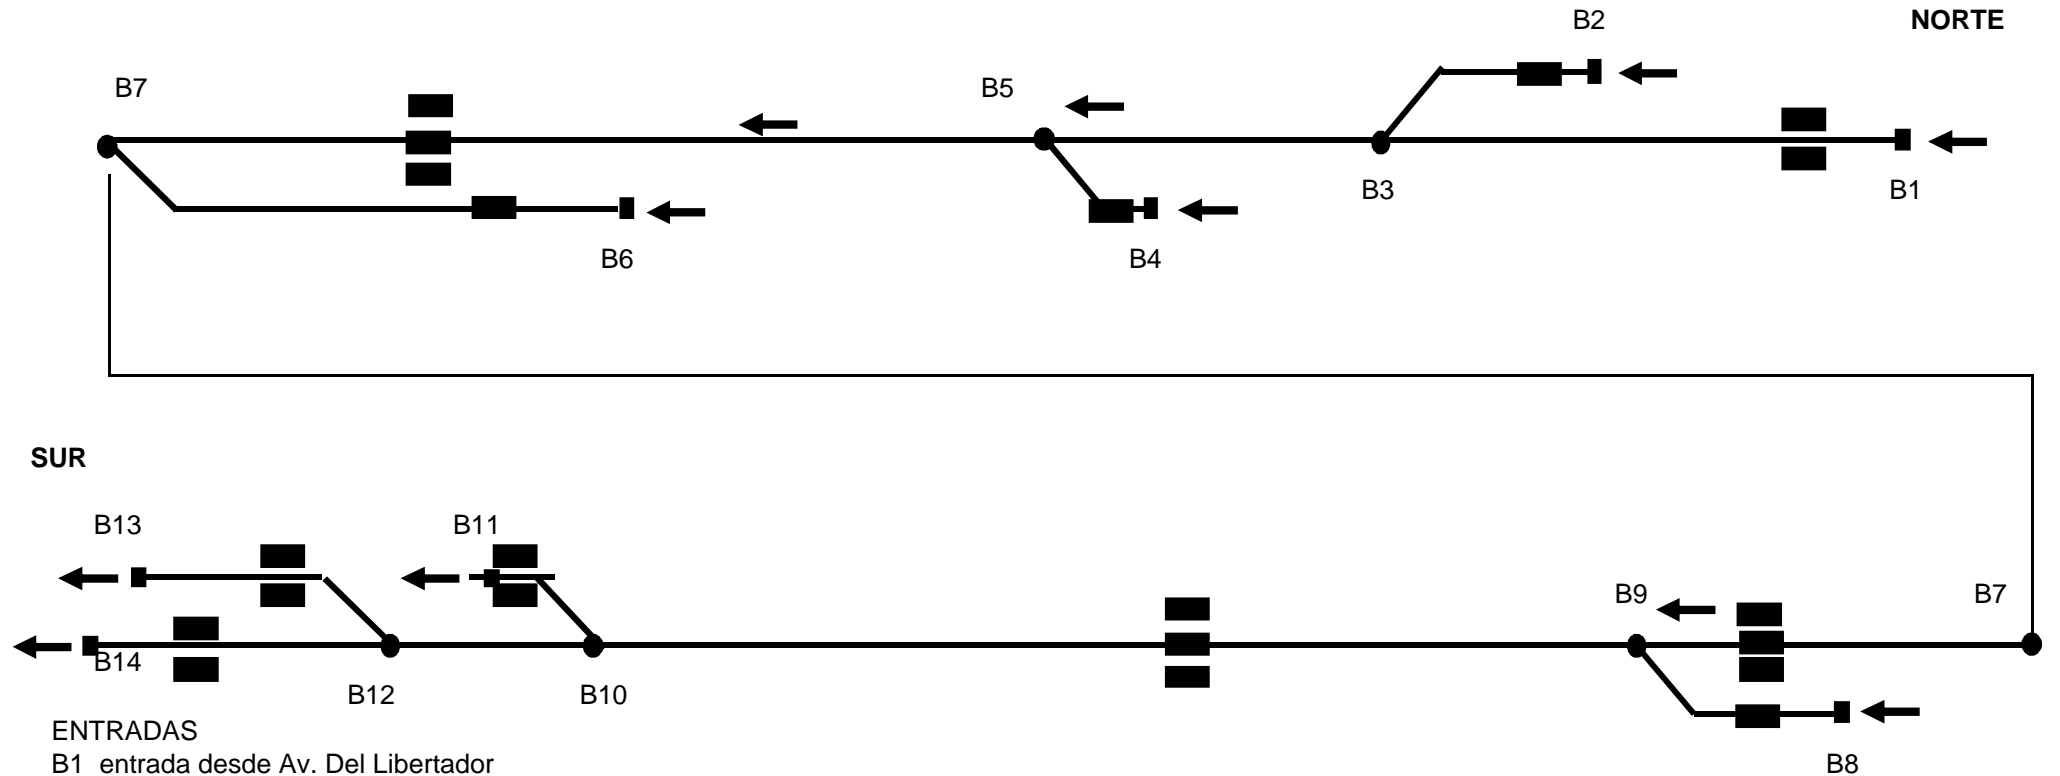 B2
NORTE
B7
B5
B3
B1
B6
B4
SUR
B13
B11
B9
B7
B14
B12
B10
ENTRADAS
B1 entrada desde Av. Del Libertador
B8